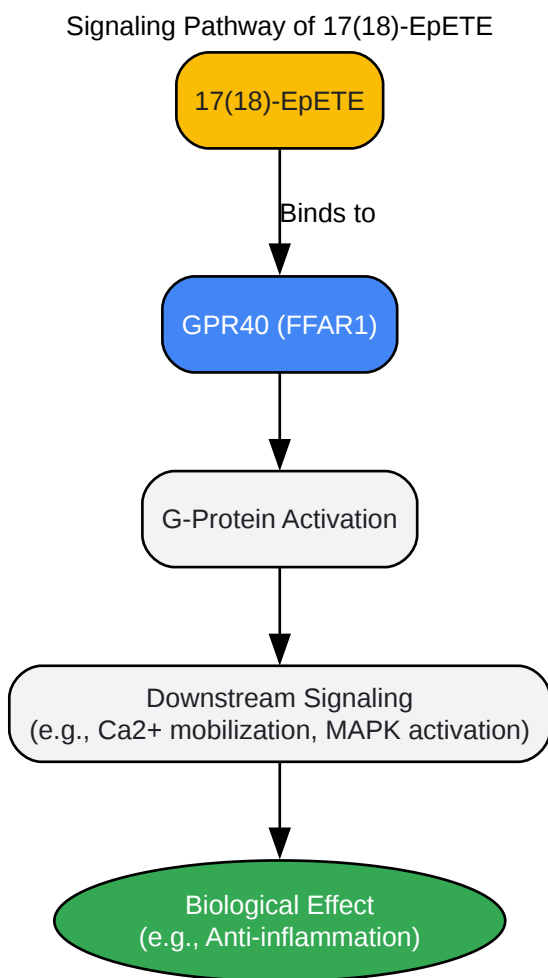 Signaling Pathway of 17(18)-EpETE
17(18)-EpETE
Binds to
GPR40 (FFAR1)
G-Protein Activation
Downstream Signaling
(e.g., Ca2+ mobilization, MAPK activation)
Biological Effect
(e.g., Anti-inflammation)